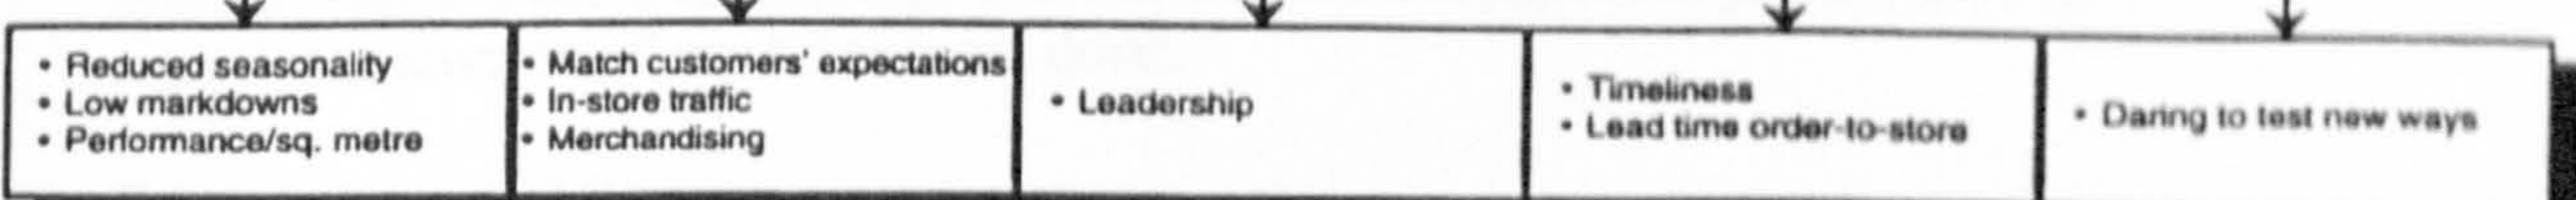 • Reduced seasonality
• Low markdowns
• Performance/sq. metre
• Match customers' expectations
• In-store traffic
• Merchandising
• Leadership
• Timeliness
• Lead time order-to-store
• Daring to test new ways